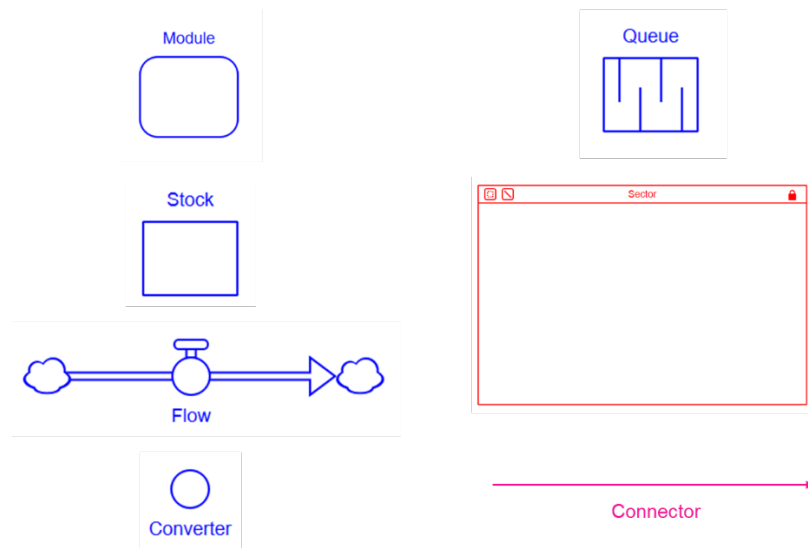 Module
Queue
Stock
Sector
Flow
Converter
Connector